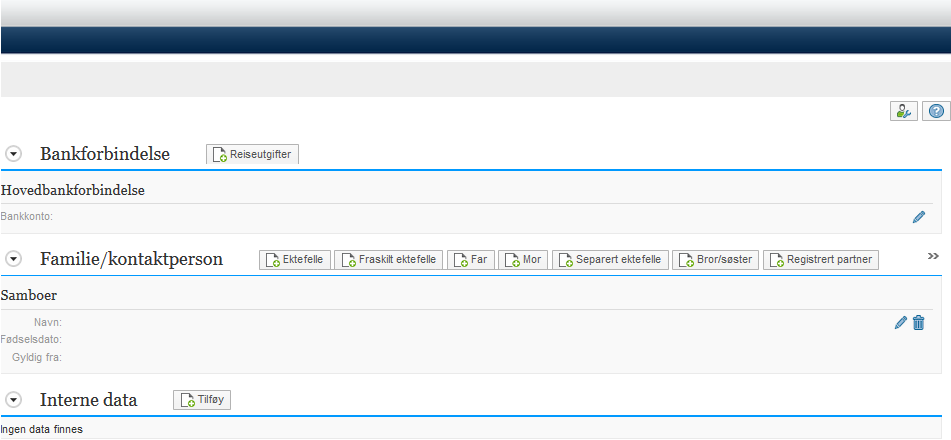 Bankforbindelse Reiseutgifter
Hovedbankforbindelse
Bankkonto:
Familie/kontaktperson Ektefelle Fraskilt ektefelle Far Mor Separert ektefelle Bror/søster Registrert partner »
Samboer
Navn:
Fødselsdato:
Gyldig fra:
Interne data Tilføy
Ingen data finnes